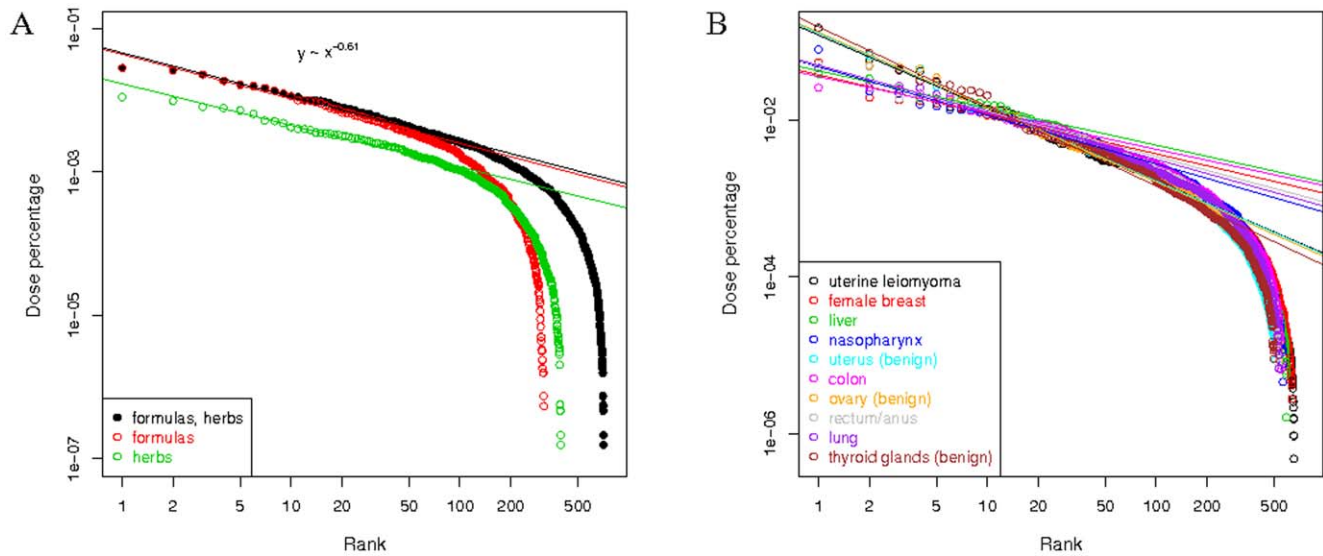 A
1e-01
1e-03
1e-05
1e-07
Dose percentage
y ~ x^-0.61
formulas, herbs
formulas
herbs
1 2 5 10 20 50 100 200 500
Rank
B
1e-02
1e-04
1e-06
Dose percentage
uterine leiomyoma
female breast
liver
nasopharynx
uterus (benign)
colon
ovary (benign)
rectum/anus
lung
thyroid glands (benign)
1 2 5 10 20 50 100 200 500
Rank